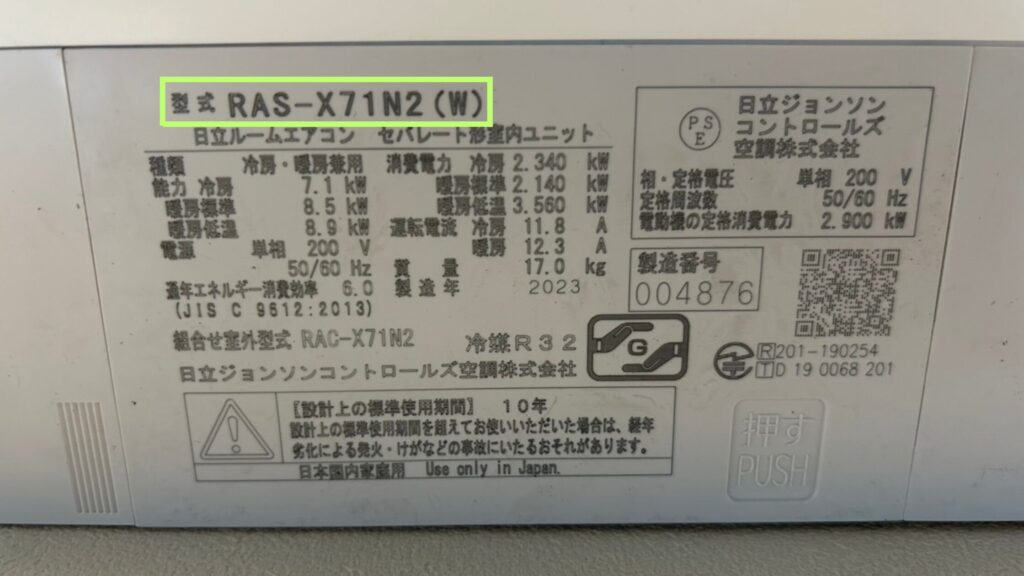 型式 RAS-X71N2(W)
日立ルームエアコン セパレート形室内ユニット
種類 冷房・暖房兼用
能力 冷房 7.1 kW
暖房標準 8.5 kW
暖房低温 8.9 kW
電源 単相 200 V
50/60 Hz
通年エネルギー消費効率 6.0
(JIS C 9612:2013)
消費電力 冷房 2.340 kW
暖房標準 2.140 kW
暖房低温 3.560 kW
運転電流 冷房 11.8 A
暖房 12.3 A
質量 17.0 kg
製造年 2023
組合せ室外型式 RAC-X71N2
冷媒R32
G
日立ジョンソンコントロールズ空調株式会社
PS
E
日立ジョンソン
コントロールズ
空調株式会社
相・定格電圧 単相 200 V
定格周波数 50/60 Hz
電動機の定格消費電力 2.900 kW
製造番号
004876
R 201-190254
T D 19 0068 201
【設計上の標準使用期間】 10年
設計上の標準使用期間を超えてお使いいただいた場合は、経年
劣化による発火・けがなどの事故にいたるおそれがあります。
日本国内家庭用 Use only in Japan.
押す
PUSH